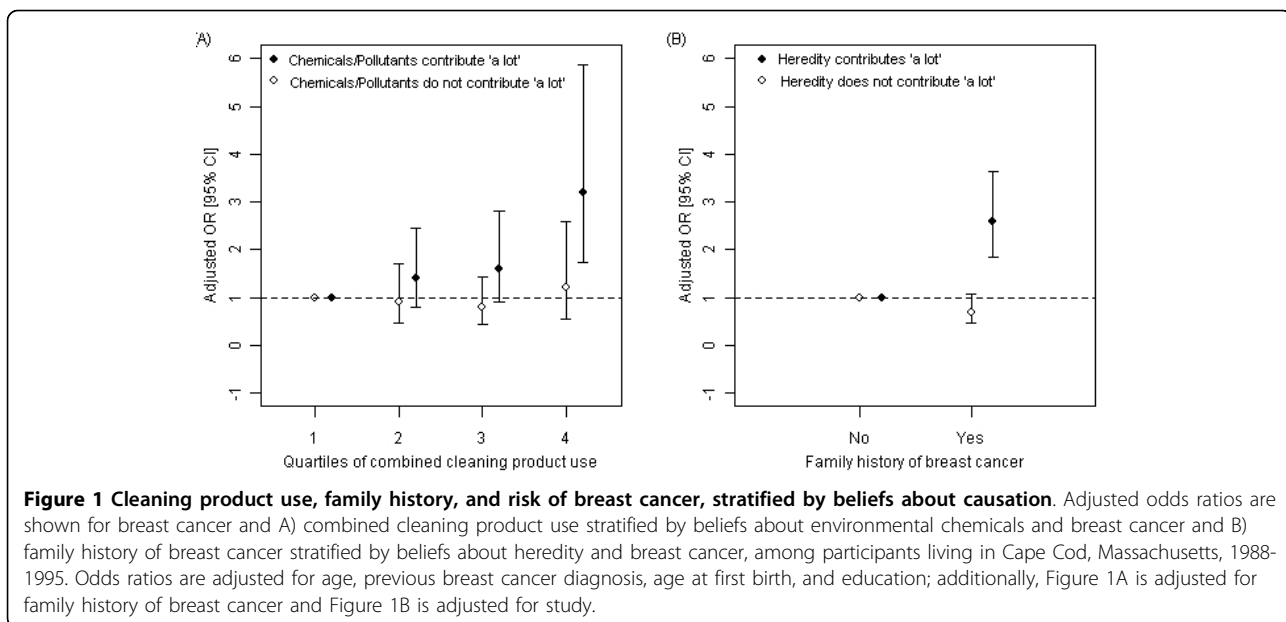 (A)
Chemicals/Pollutants contribute 'a lot'
Chemicals/Pollutants do not contribute 'a lot'
Adjusted OR [95% CI]
6
5
4
3
2
1
0
-1
1 2 3 4
Quartiles of combined cleaning product use
(B)
Heredity contributes 'a lot'
Heredity does not contribute 'a lot'
Adjusted OR [95% CI]
6
5
4
3
2
1
0
-1
No Yes
Family history of breast cancer
Figure 1 Cleaning product use, family history, and risk of breast cancer, stratified by beliefs about causation. Adjusted odds ratios are
shown for breast cancer and A) combined cleaning product use stratified by beliefs about environmental chemicals and breast cancer and B)
family history of breast cancer stratified by beliefs about heredity and breast cancer, among participants living in Cape Cod, Massachusetts, 1988-
1995. Odds ratios are adjusted for age, previous breast cancer diagnosis, age at first birth, and education; additionally, Figure 1A is adjusted for
family history of breast cancer and Figure 1B is adjusted for study.